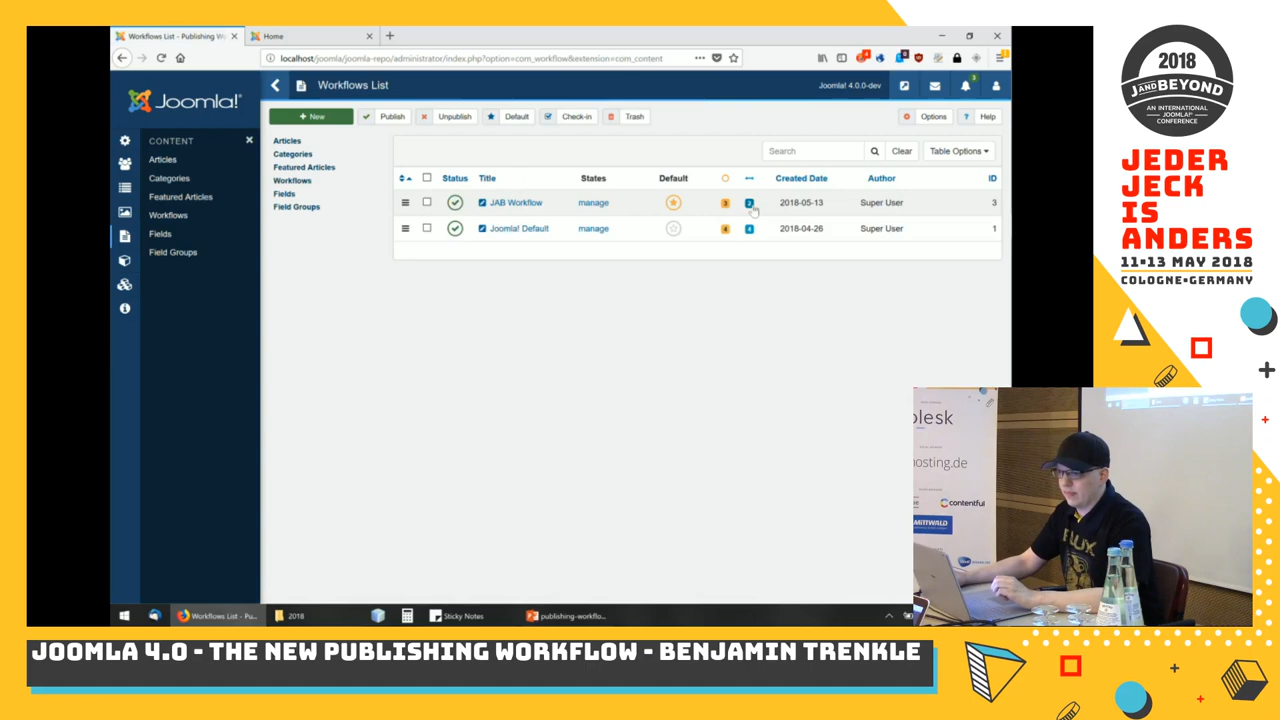 Workflows List - Publishing Wo
Home
localhost/joomla/joomla-repo/administrator/index.php?option=com_workflow&extension=com_content
Joomla!
Workflows List
Joomla! 4.0.0-dev
3
CONTENT
Articles
Categories
Featured Articles
Workflows
Fields
Field Groups
New
Publish
Unpublish
Default
Check-in
Trash
Options
Help
Articles
Categories
Featured Articles
Workflows
Fields
Field Groups
Search
Clear
Table Options
Status
Title
States
Default
Created Date
Author
ID
JAB Workflow
manage
3
2
2018-05-13
Super User
3
Joomla! Default
manage
4
4
2018-04-26
Super User
1
Workflows List - Pu...
2018
Sticky Notes
publishing-workflo...
2018
JANDBEYOND
AN INTERNATIONAL
JOOMLA! CONFERENCE
JEDER
JECK
IS
ANDERS
11-13 MAY 2018
COLOGNE•GERMANY
lesk
hosting.de
contentful
MITTWALD
JOOMLA 4.0 - THE NEW PUBLISHING WORKFLOW - BENJAMIN TRENKLE